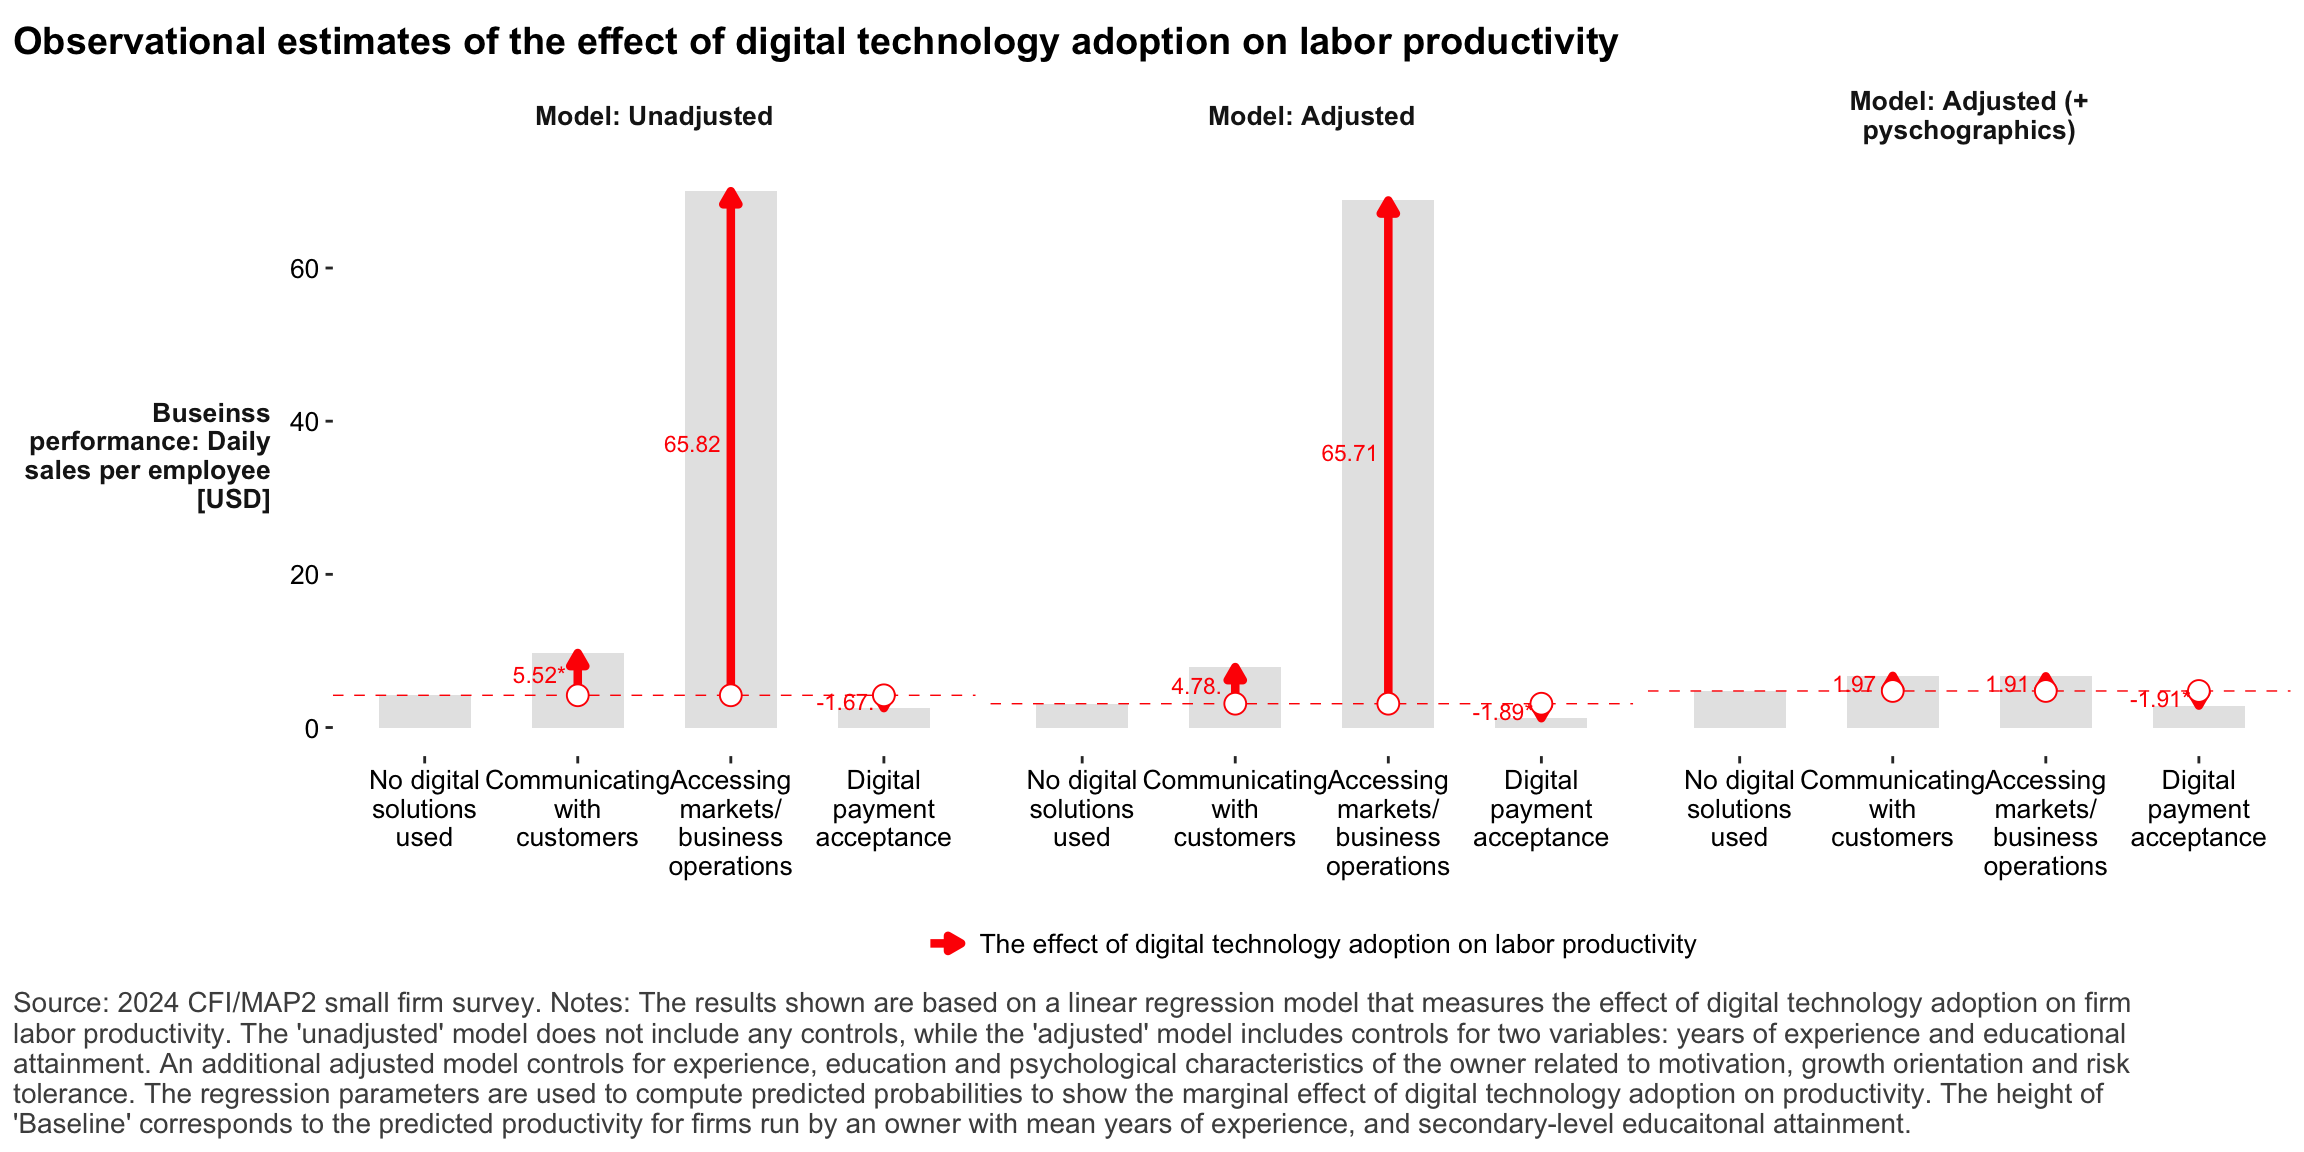 Observational estimates of the effect of digital technology adoption on labor productivity
Model: Unadjusted
Model: Adjusted
Model: Adjusted (+
pyschographics)
Buseinss
performance: Daily
sales per employee
[USD]
60
40
20
0
5.52*
65.82
-1.67.
4.78.
65.71
-1.89*
1.97
1.91
-1.91*
No digital
solutions
used
Communicating
with
customers
Accessing
markets/
business
operations
Digital
payment
acceptance
No digital
solutions
used
Communicating
with
customers
Accessing
markets/
business
operations
Digital
payment
acceptance
No digital
solutions
used
Communicating
with
customers
Accessing
markets/
business
operations
Digital
payment
acceptance
The effect of digital technology adoption on labor productivity
Source: 2024 CFI/MAP2 small firm survey. Notes: The results shown are based on a linear regression model that measures the effect of digital technology adoption on firm
labor productivity. The 'unadjusted' model does not include any controls, while the 'adjusted' model includes controls for two variables: years of experience and educational
attainment. An additional adjusted model controls for experience, education and psychological characteristics of the owner related to motivation, growth orientation and risk
tolerance. The regression parameters are used to compute predicted probabilities to show the marginal effect of digital technology adoption on productivity. The height of
'Baseline' corresponds to the predicted productivity for firms run by an owner with mean years of experience, and secondary-level educaitonal attainment.